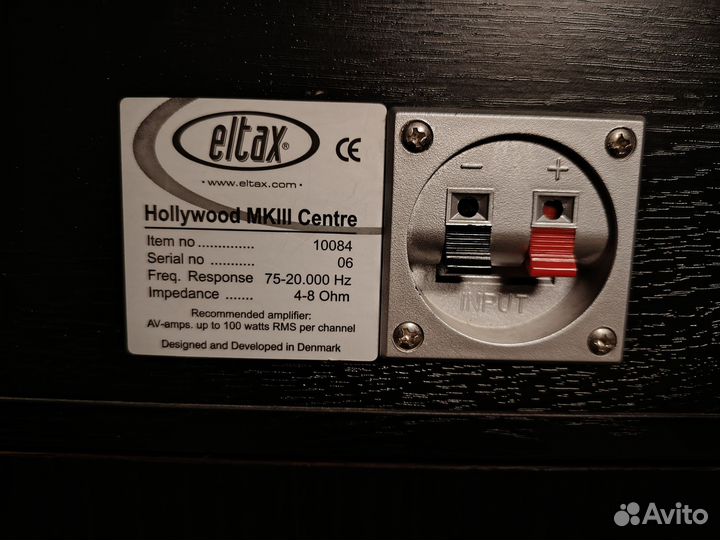 eltax®
CE
· www.eltax.com ·
Hollywood MKIII Centre
Item no ............. 10084
Serial no ............ 06
Freq. Response 75-20.000 Hz
Impedance ....... 4-8 Ohm
Recommended amplifier:
AV-amps. up to 100 watts RMS per channel
Designed and Developed in Denmark
− +
INPUT
Avito